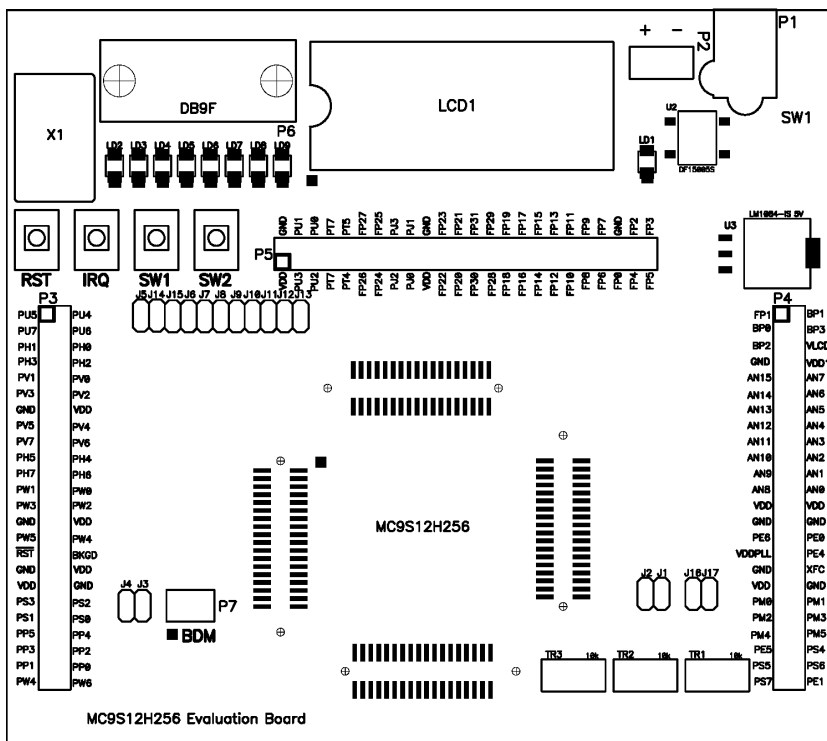 P1
+ -
P2
DB9F
LCD1
X1
P6
U2
SW1
LD2 LD3 LD4 LD5 LD6 LD7 LD8 LD9
LD1
DF15005S
LM1084-IS 5V
U3
GND PU1 PU0 PT7 PT5 FP27 FP25 PJ3 PJ1 GND FP23 FP21 FP31 FP29 FP19 FP17 FP15 FP13 FP11 FP9 FP7 GND FP2 FP3
P5
VDD PU3 PU2 PT7 PT4 FP26 FP24 PJ2 PJ0 VDD FP22 FP20 FP30 FP28 FP18 FP16 FP14 FP12 FP10 FP8 FP6 FP0 FP4 FP5
RST IRQ SW1 SW2
J5 J14 J15 J6 J7 J8 J9 J10 J11 J12 J13
P3
PU5 PU4
PU7 PU6
PH1 PH0
PH3 PH2
PV1 PV0
PV3 PV2
GND VDD
PV5 PV4
PV7 PV6
PH5 PH4
PH7 PH6
PW1 PW0
PW3 PW2
GND VDD
PW5 PW4
RST BKGD
GND VDD
VDD GND
PS3 PS2
PS1 PS0
PP5 PP4
PP3 PP2
PP1 PP0
PW4 PW6
P4
FP1 BP1
BP0 BP3
BP2 VLCD
GND VDD1
AN15 AN7
AN14 AN6
AN13 AN5
AN12 AN4
AN11 AN3
AN10 AN2
AN9 AN1
AN8 AN0
VDD VDD
GND GND
PE6 PE0
VDDPLL PE4
GND XFC
VDD GND
PM0 PM1
PM2 PM3
PM4 PM5
PE5 PS4
PS5 PS6
PS7 PE1
MC9S12H256
J4 J3
P7
BDM
J2 J1 J16 J17
TR3 10k TR2 10k TR1 10k
MC9S12H256 Evaluation Board